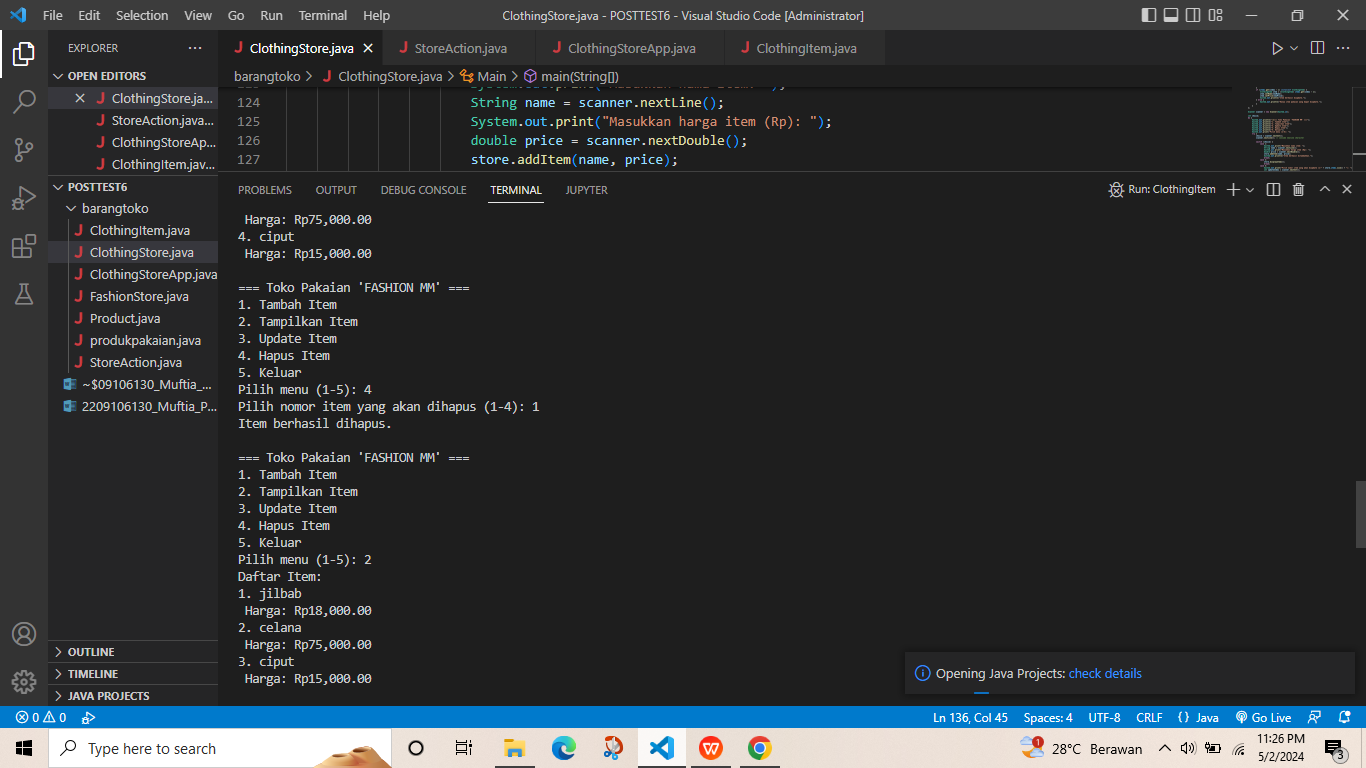 File Edit Selection View Go Run Terminal Help
ClothingStore.java - POSTTEST6 - Visual Studio Code [Administrator]
EXPLORER
OPEN EDITORS
ClothingStore.ja...
StoreAction.java...
ClothingStoreAp...
ClothingItem.jav...
POSTTEST6
barangtoko
ClothingItem.java
ClothingStore.java
ClothingStoreApp.java
FashionStore.java
Product.java
produkpakaian.java
StoreAction.java
~$09106130_Muftia_...
2209106130_Muftia_P...
OUTLINE
TIMELINE
JAVA PROJECTS
ClothingStore.java StoreAction.java ClothingStoreApp.java ClothingItem.java
barangtoko > ClothingStore.java > Main > main(String[])
124 String name = scanner.nextLine();
125 System.out.print("Masukkan harga item (Rp): ");
126 double price = scanner.nextDouble();
127 store.addItem(name, price);
PROBLEMS OUTPUT DEBUG CONSOLE TERMINAL JUPYTER
Run: ClothingItem
Harga: Rp75,000.00
4. ciput
Harga: Rp15,000.00
=== Toko Pakaian 'FASHION MM' ===
1. Tambah Item
2. Tampilkan Item
3. Update Item
4. Hapus Item
5. Keluar
Pilih menu (1-5): 4
Pilih nomor item yang akan dihapus (1-4): 1
Item berhasil dihapus.
=== Toko Pakaian 'FASHION MM' ===
1. Tambah Item
2. Tampilkan Item
3. Update Item
4. Hapus Item
5. Keluar
Pilih menu (1-5): 2
Daftar Item:
1. jilbab
Harga: Rp18,000.00
2. celana
Harga: Rp75,000.00
3. ciput
Harga: Rp15,000.00
Opening Java Projects: check details
0 0
Ln 136, Col 45 Spaces: 4 UTF-8 CRLF {} Java Go Live
Type here to search
1
28°C Berawan
11:26 PM
5/2/2024
3